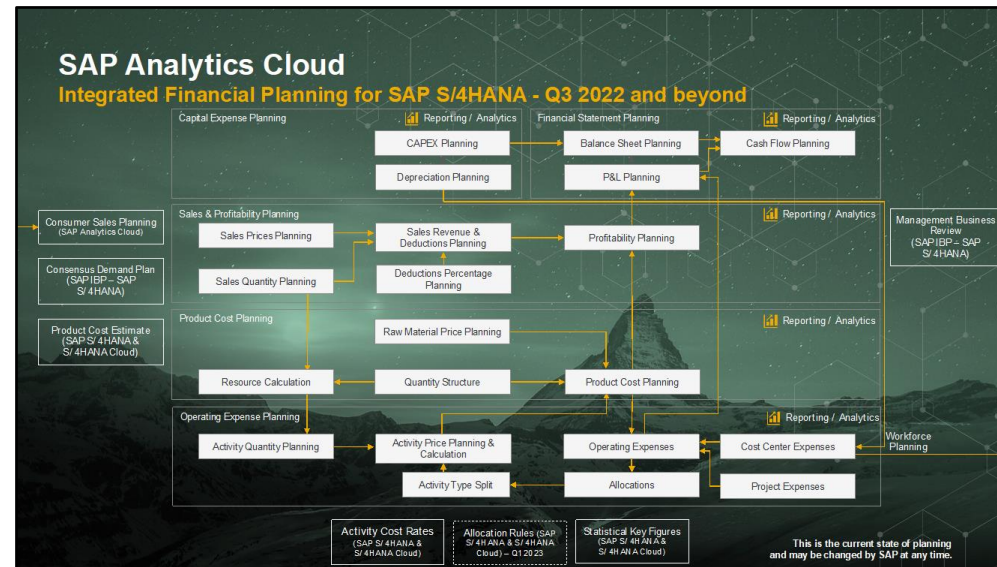 SAP Analytics Cloud
Integrated Financial Planning for SAP S/4HANA - Q3 2022 and beyond
Capital Expense Planning
Reporting / Analytics
Financial Statement Planning
Reporting / Analytics
CAPEX Planning
Balance Sheet Planning
Cash Flow Planning
Depreciation Planning
P&L Planning
Consumer Sales Planning
(SAP Analytics Cloud)
Consensus Demand Plan
(SAP IBP – SAP
S/4HANA)
Product Cost Estimate
(SAP S/4HANA &
S/4HANA Cloud)
Sales & Profitability Planning
Reporting / Analytics
Sales Prices Planning
Sales Revenue &
Deductions Planning
Profitability Planning
Sales Quantity Planning
Deductions Percentage
Planning
Management Business
Review
(SAP IBP – SAP
S/4HANA)
Product Cost Planning
Reporting / Analytics
Raw Material Price Planning
Resource Calculation
Quantity Structure
Product Cost Planning
Operating Expense Planning
Reporting / Analytics
Activity Quantity Planning
Activity Price Planning &
Calculation
Operating Expenses
Cost Center Expenses
Workforce
Planning
Activity Type Split
Allocations
Project Expenses
Activity Cost Rates
(SAP S/4HANA &
S/4HANA Cloud)
Allocation Rules (SAP
S/4HANA & S/4HANA
Cloud) – Q1 2023
Statistical Key Figures
(SAP S/4HANA &
S/4HANA Cloud)
This is the current state of planning
and may be changed by SAP at any time.